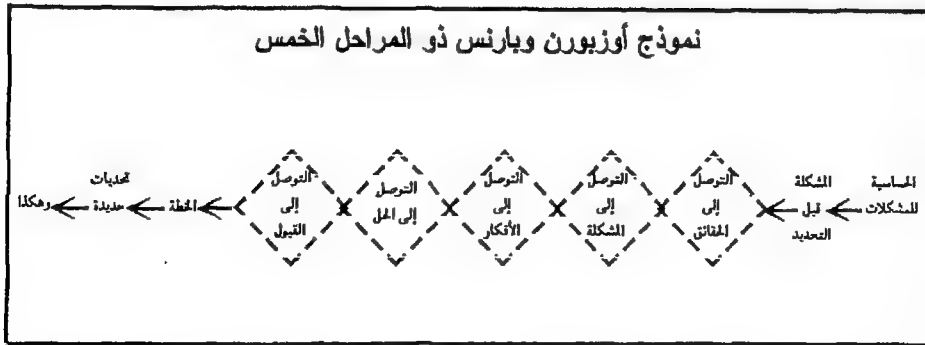 نموذج أوزبورن وبارنس ذو المراحل الخمس
الحساسية
للمشكلات
المشكلة
قبل
التحديد
التوصل
إلى
الحقائق
التوصل
إلى
المشكلة
التوصل
إلى
الأفكار
التوصل
إلى الحل
التوصل
إلى
القبول
الخطة
تحديات
جديدة
وهكذا